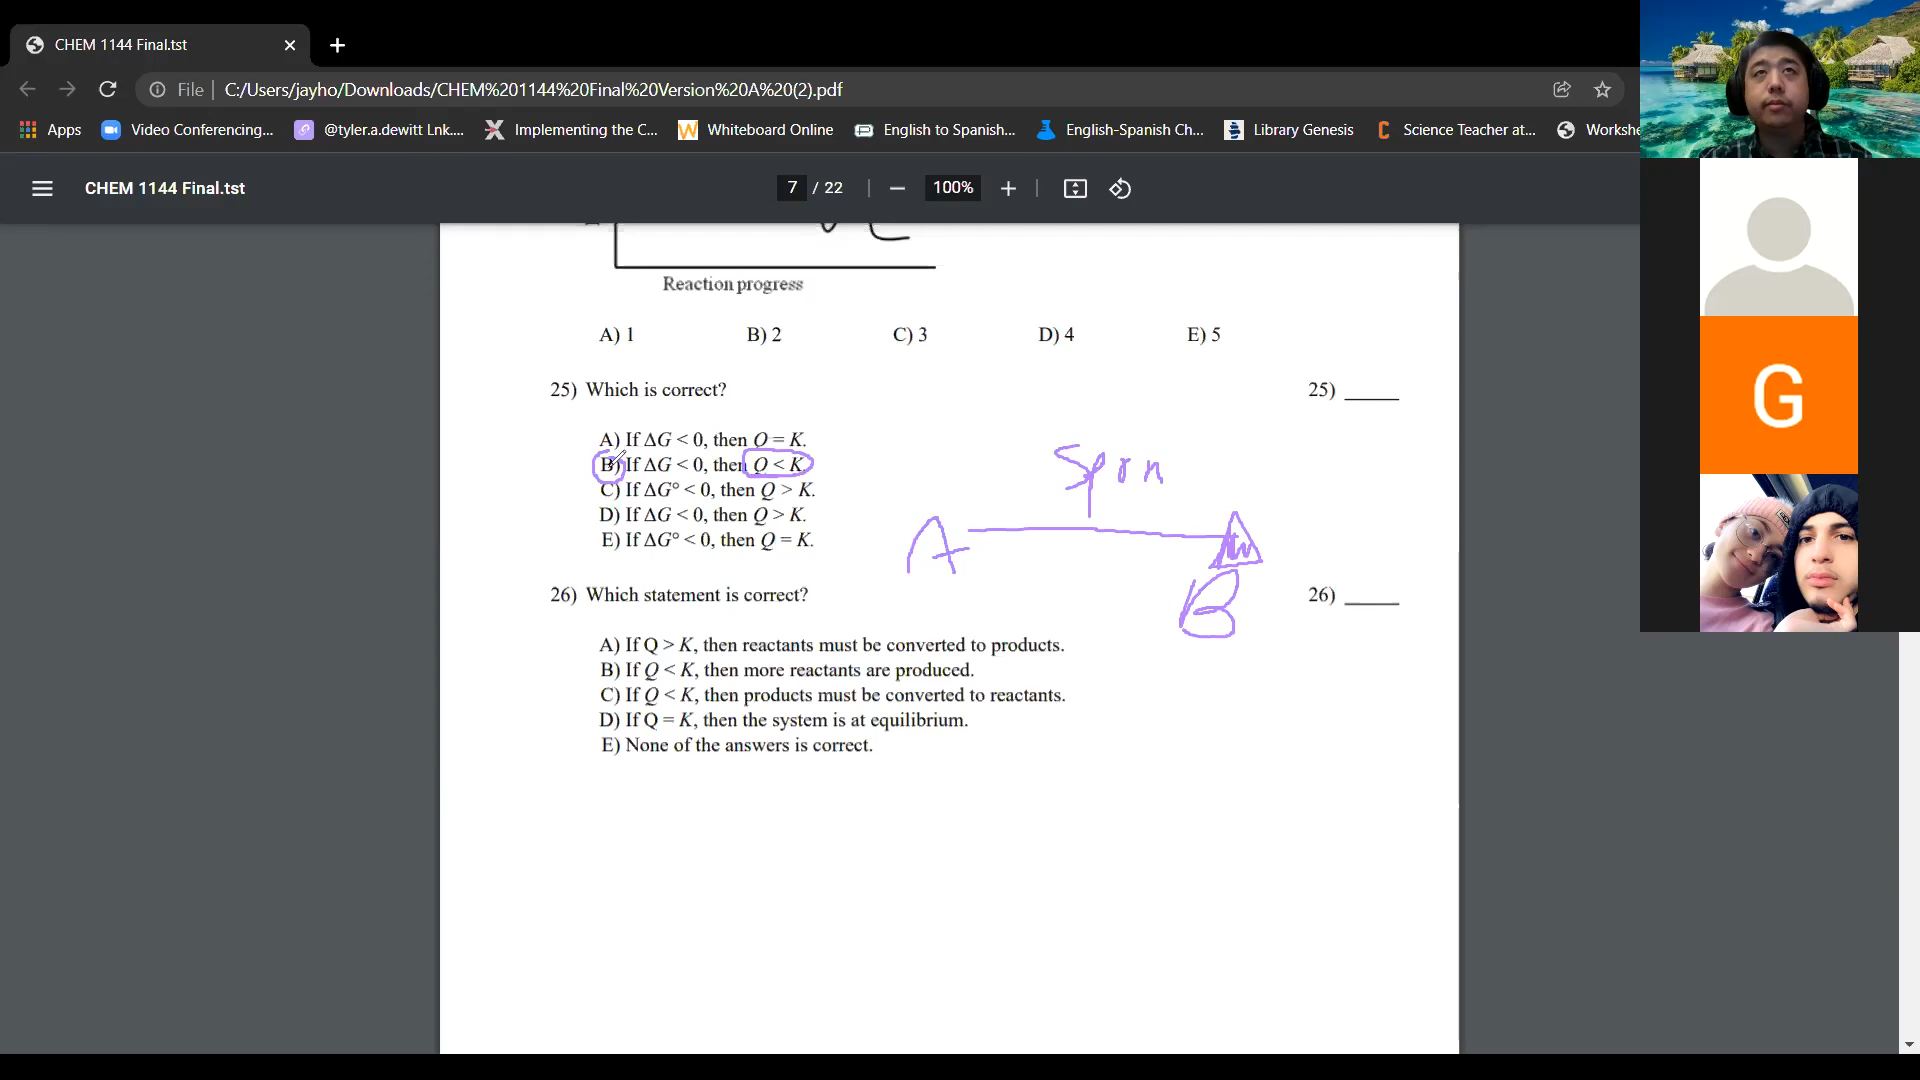 CHEM 1144 Final.tst
File C:/Users/jayho/Downloads/CHEM%201144%20Final%20Version%20A%20(2).pdf
Apps Video Conferencing... @tyler.a.dewitt Lnk.... Implementing the C... Whiteboard Online English to Spanish... English-Spanish Ch... Library Genesis Science Teacher at... Workshe
CHEM 1144 Final.tst 7 / 22 100%
Reaction progress
A) 1 B) 2 C) 3 D) 4 E) 5
25) Which is correct? 25) ______
A) If ΔG < 0, then Q = K.
B) If ΔG < 0, then Q < K.
C) If ΔG° < 0, then Q > K.
D) If ΔG < 0, then Q > K.
E) If ΔG° < 0, then Q = K.
Spon
A
B
26) Which statement is correct? 26) ______
A) If Q > K, then reactants must be converted to products.
B) If Q < K, then more reactants are produced.
C) If Q < K, then products must be converted to reactants.
D) If Q = K, then the system is at equilibrium.
E) None of the answers is correct.
G